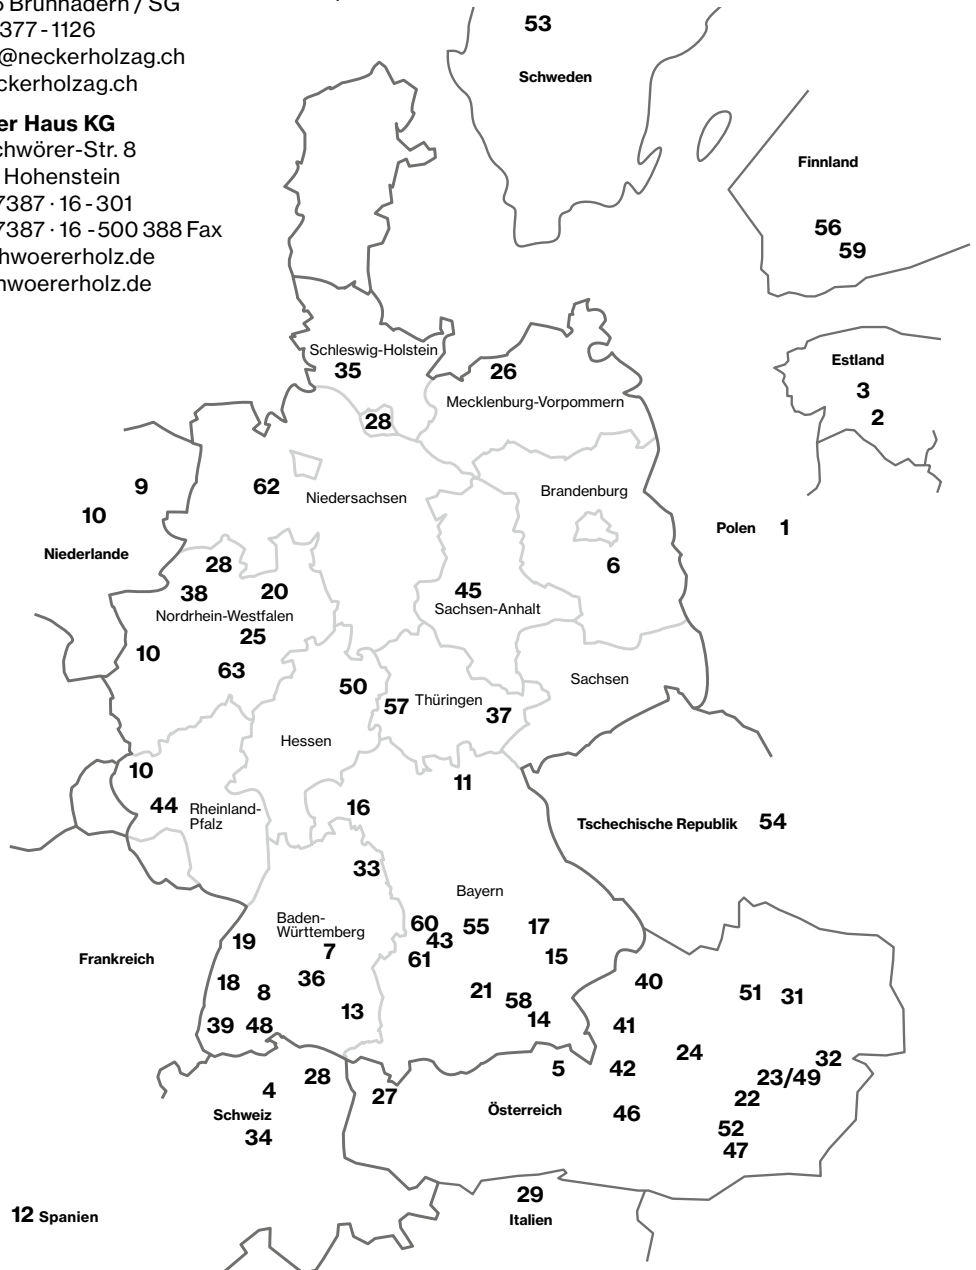 Brunnadern / SG
377 - 1126
@neckerholzag.ch
ckerholzag.ch
er Haus KG
chwörer-Str. 8
Hohenstein
7387 · 16 - 301
7387 · 16 - 500 388 Fax
hwoererholz.de
nwoererholz.de
53
Schweden
Finnland
56
59
Schleswig-Holstein
35
26
Mecklenburg-Vorpommern
28
Estland
3
2
9
10
Niederlande
62
Niedersachsen
Brandenburg
6
Polen 1
28
38
20
Nordrhein-Westfalen
25
10
63
45
Sachsen-Anhalt
50
57
Thüringen
37
Sachsen
Hessen
10
44
Rheinland-
Pfalz
16
11
Tschechische Republik 54
33
Bayern
Baden-
Württemberg
7
60
43
61
55
17
15
Frankreich
19
18
8
36
13
39
48
21
58
14
40
51
31
41
24
32
5
42
23/49
22
4
28
27
Schweiz
34
Österreich
46
52
47
12 Spanien
29
Italien